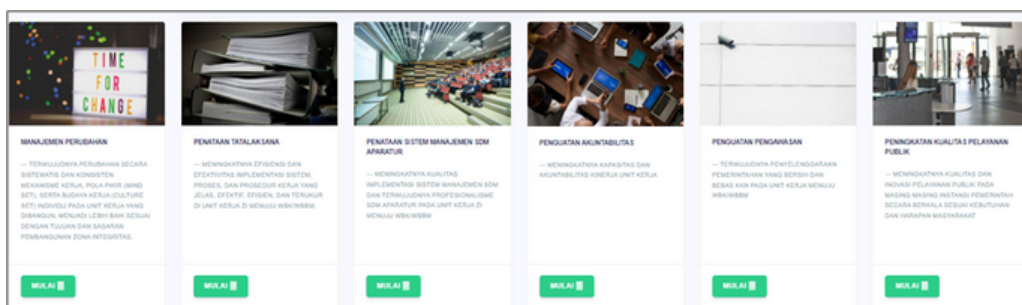 TIME
FOR
CHANGE
MANAJEMEN PERUBAHAN
— TERWUJUDNYA PERUBAHAN SECARA
SISTEMATIS DAN KONSISTEN
MEKANISME KERJA, POLA PIKIR (MIND
SET), SERTA BUDAYA KERJA (CULTURE
SET) INDIVIDU PADA UNIT KERJA YANG
DIBANGUN, MENJADI LEBIH BAIK SESUAI
DENGAN TUJUAN DAN SASARAN
PEMBANGUNAN ZONA INTEGRITAS.
MULAI
PENATAAN TATALAKSANA
— MENINGKATNYA EFISIENSI DAN
EFEKTIVITAS IMPLEMENTASI SISTEM,
PROSES, DAN PROSEDUR KERJA YANG
JELAS, EFEKTIF, EFISIEN, DAN TERUKUR
DI UNIT KERJA ZI MENUJU WBK/WBBM.
MULAI
PENATAAN SISTEM MANAJEMEN SDM
APARATUR
— MENINGKATNYA KUALITAS
IMPLEMENTASI SISTEM MANAJEMEN SDM
DAN TERWUJUDNYA PROFESIONALISME
SDM APARATUR PADA UNIT KERJA ZI
MENUJU WBK/WBBM
MULAI
PENGUATAN AKUNTABILITAS
— MENINGKATNYA KAPASITAS DAN
AKUNTABILITAS KINERJA UNIT KERJA
MULAI
PENGUATAN PENGAWASAN
— TERWUJUDNYA PENYELENGGARAAN
PEMERINTAHAN YANG BERSIH DAN
BEBAS KKN PADA UNIT KERJA MENUJU
WBK/WBBM
MULAI
PENINGKATAN KUALITAS PELAYANAN
PUBLIK
— MENINGKATNYA KUALITAS DAN
INOVASI PELAYANAN PUBLIK PADA
MASING-MASING INSTANSI PEMERINTAH
SECARA BERKALA SESUAI KEBUTUHAN
DAN HARAPAN MASYARAKAT
MULAI